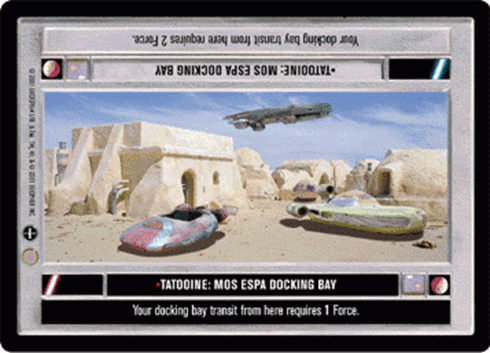 Your docking bay transit from here requires 2 Force.
•TATOOINE: MOS ESPA DOCKING BAY
•TATOOINE: MOS ESPA DOCKING BAY
Your docking bay transit from here requires 1 Force.